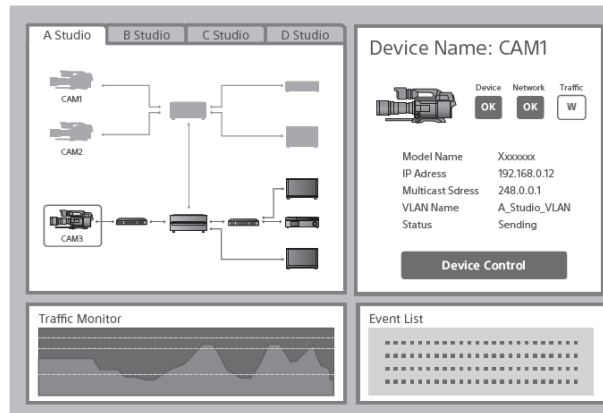 A Studio
B Studio
C Studio
D Studio
CAM1
CAM2
CAM3
Device Name: CAM1
Device Network Traffic
OK OK W
Model Name Xxxxxxx
IP Adress 192.168.0.12
Multicast Sdress 248.0.0.1
VLAN Name A_Studio_VLAN
Status Sending
Device Control
Traffic Monitor
Event List